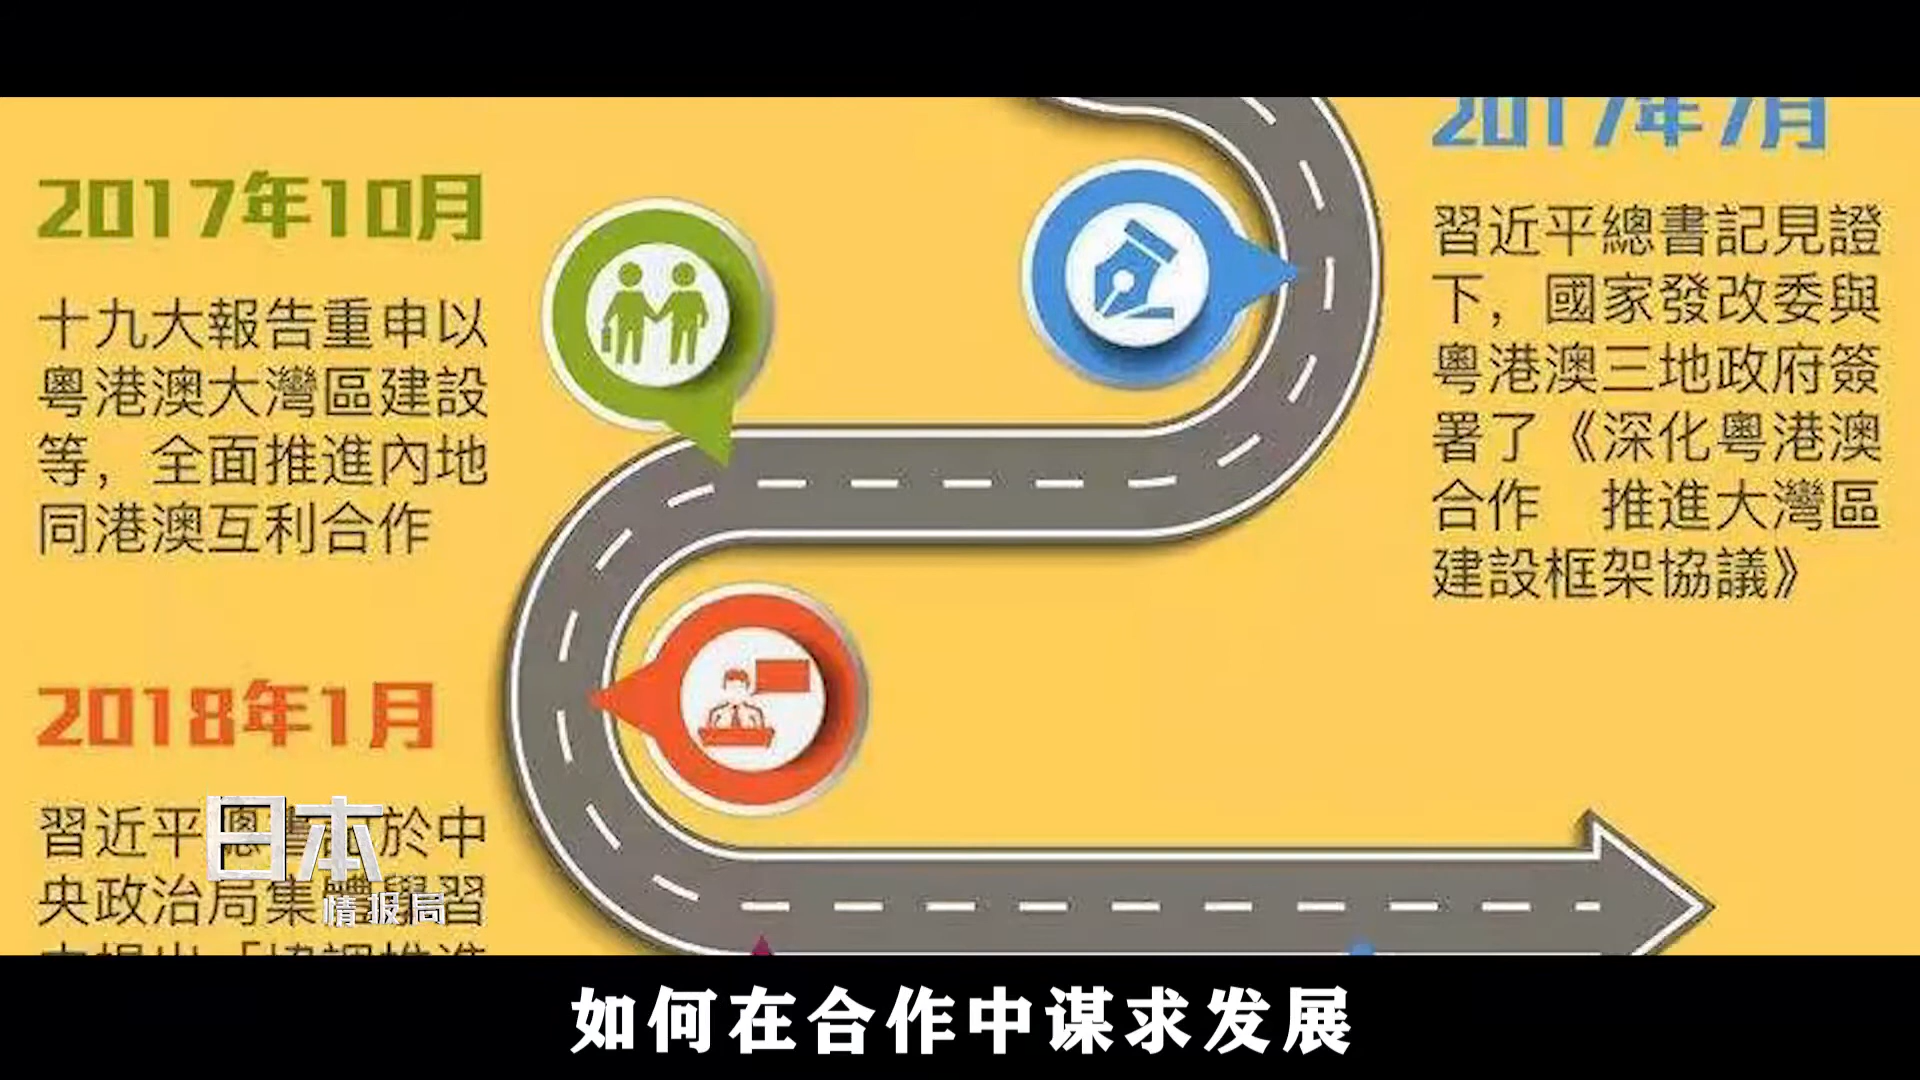 2017年10月
十九大報告重申以
粵港澳大灣區建設
等，全面推進內地
同港澳互利合作
2017年7月
習近平總書記見證
下，國家發改委與
粵港澳三地政府簽
署了《深化粵港澳
合作　推進大灣區
建設框架協議》
2018年1月
習近平總書記於中
央政治局集體學習
日本
情报局
如何在合作中谋求发展